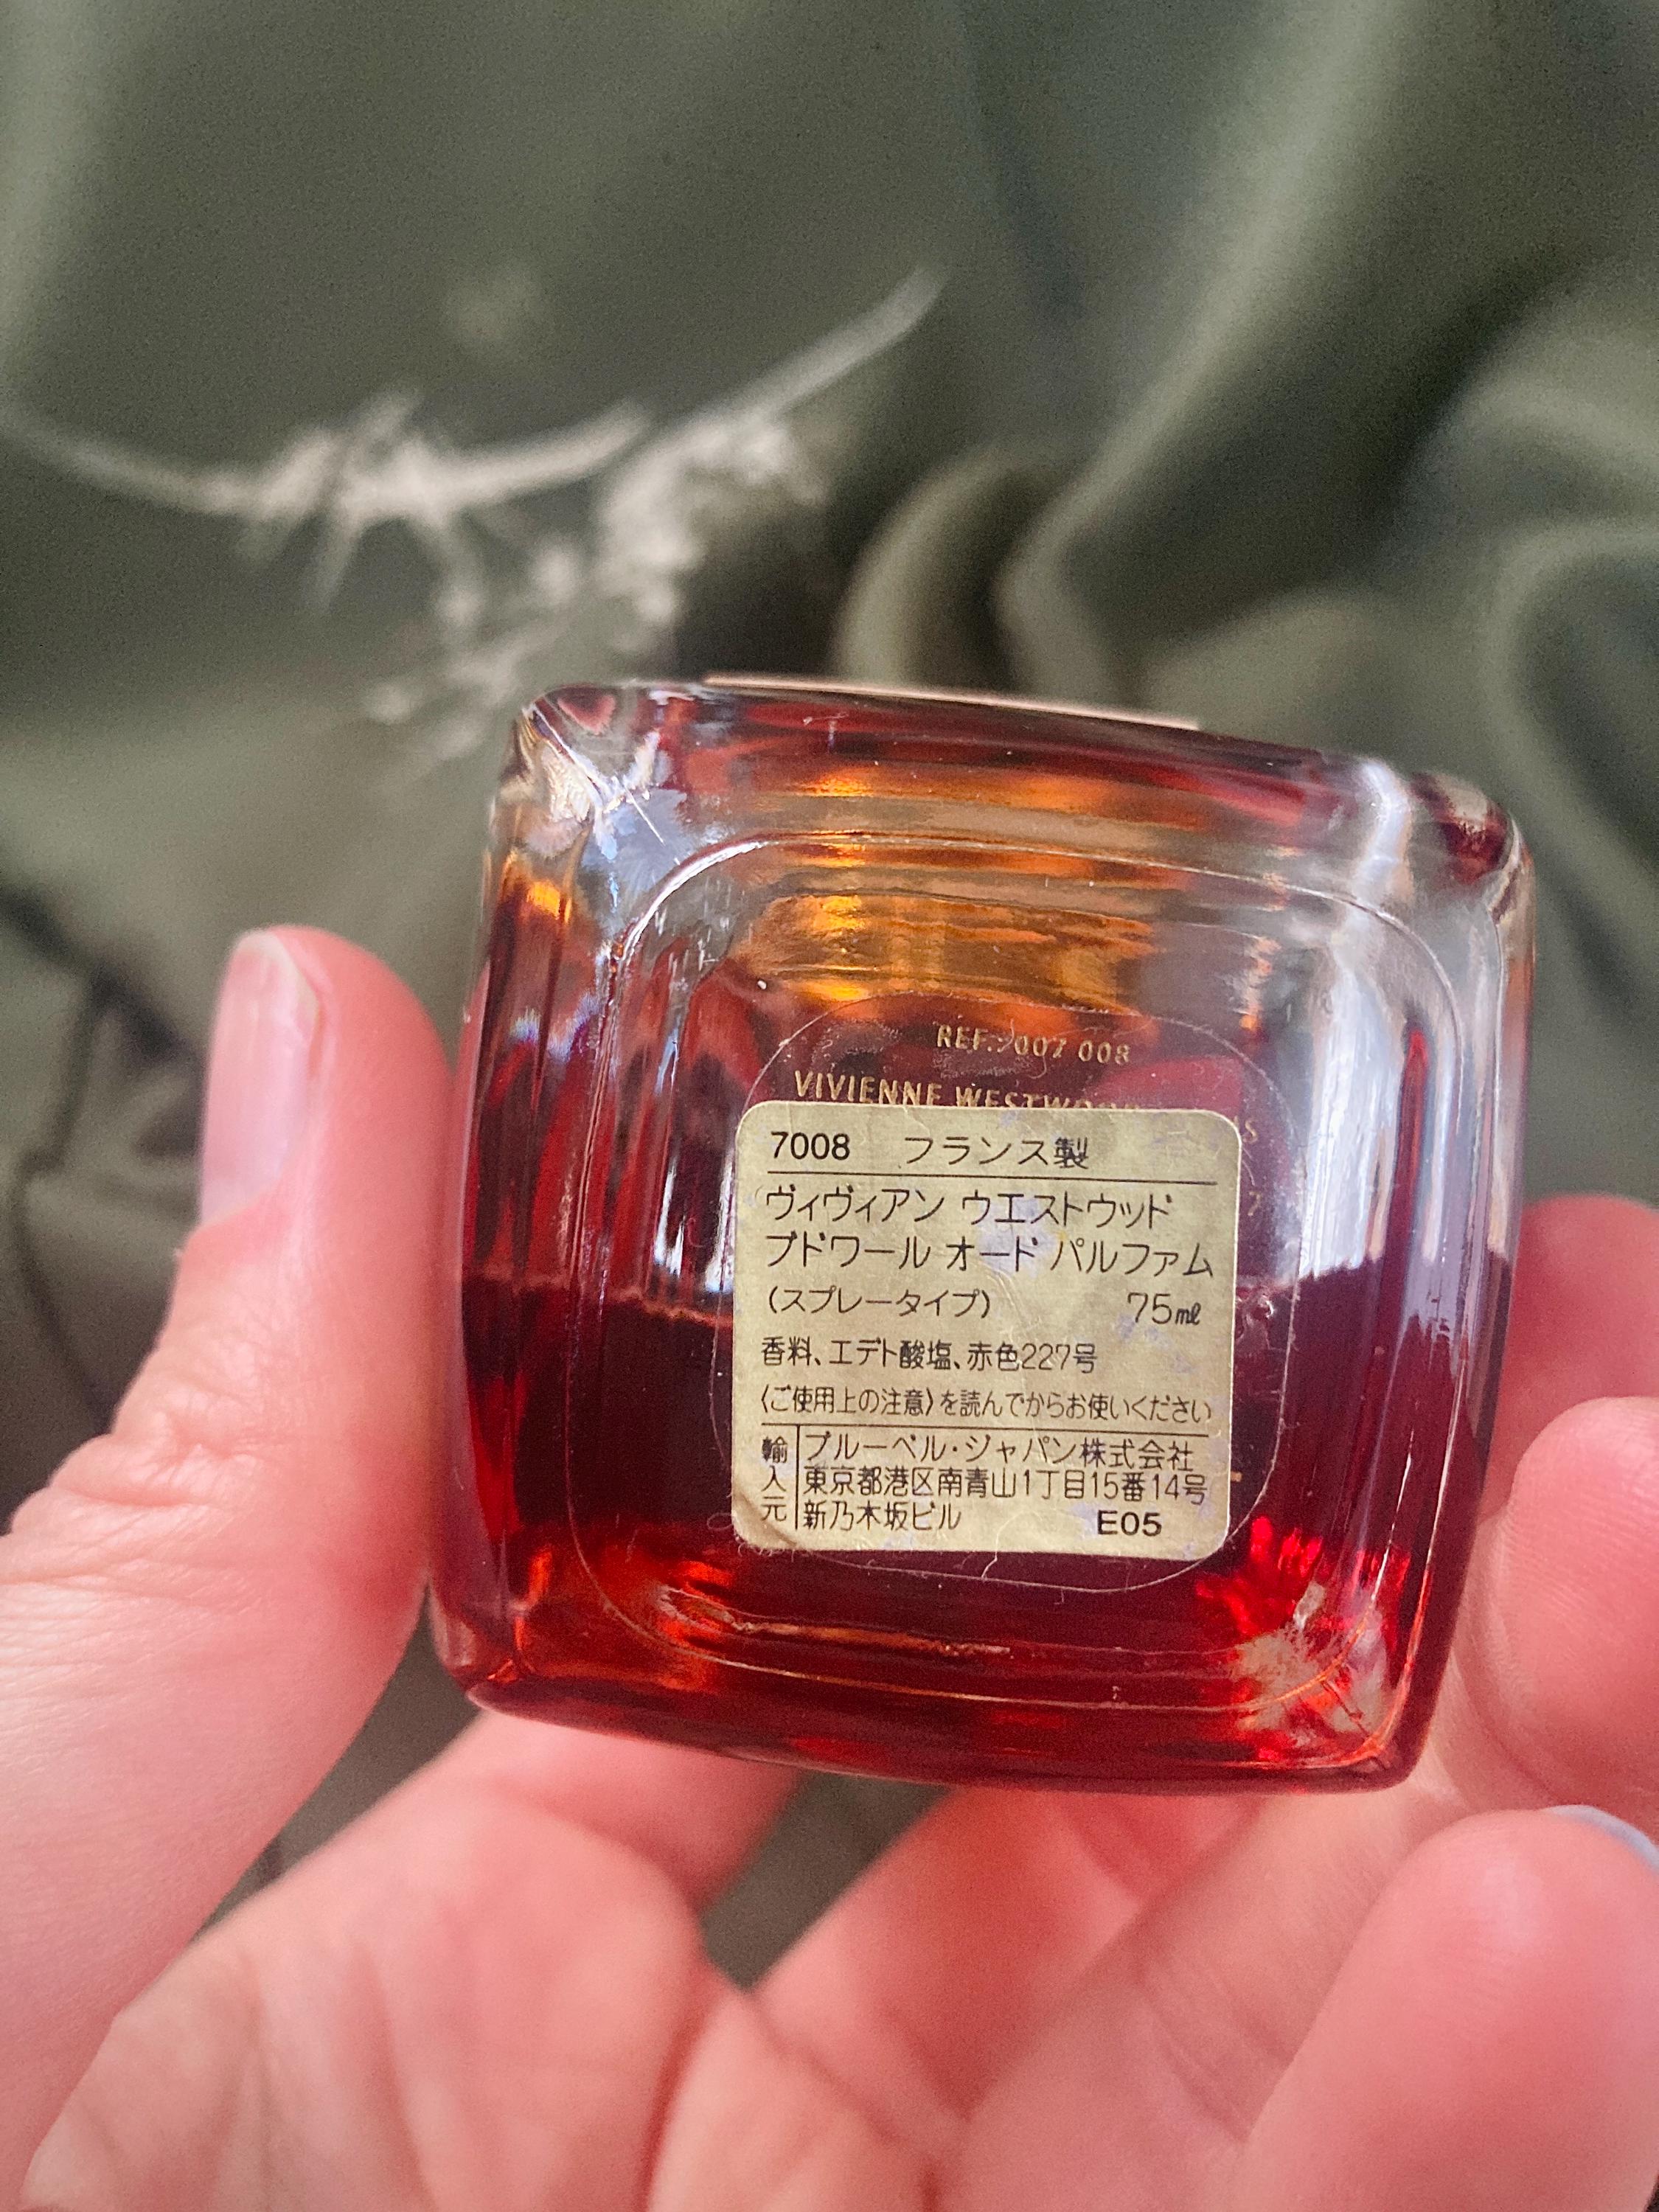 REF. 007 008
VIVIENNE
7008 フランス製
ヴィヴィアン ウエストウッド
ブドワール オード パルファム
(スプレータイプ) 75ml
香料、エデト酸塩、赤色227号
〈ご使用上の注意〉を読んでからお使いください
輸入元 ブルーベル・ジャパン株式会社
東京都港区南青山1丁目15番14号
新乃木坂ビル E05